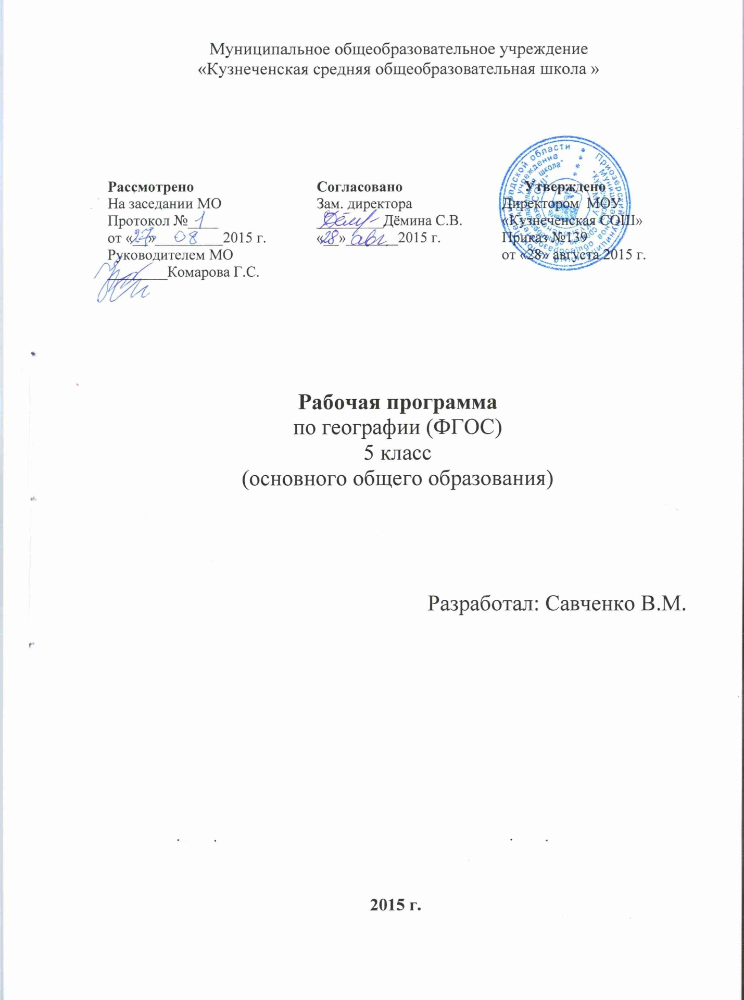 Муниципальное общеобразовательное учреждение
«Кузнеченская средняя общеобразовательная школа »
Рассмотрено
На заседании МО
Протокол № 1
от «27» 08 2015 г.
Руководителем МО
Комарова Г.С.
Согласовано
Зам. директора
Дёмина С.В.
«28» авг 2015 г.
Утверждено
Директором МОУ
«Кузнеченская СОШ»
Приказ №139
от «28» августа 2015 г.
Рабочая программа
по географии (ФГОС)
5 класс
(основного общего образования)
Разработал: Савченко В.М.
2015 г.